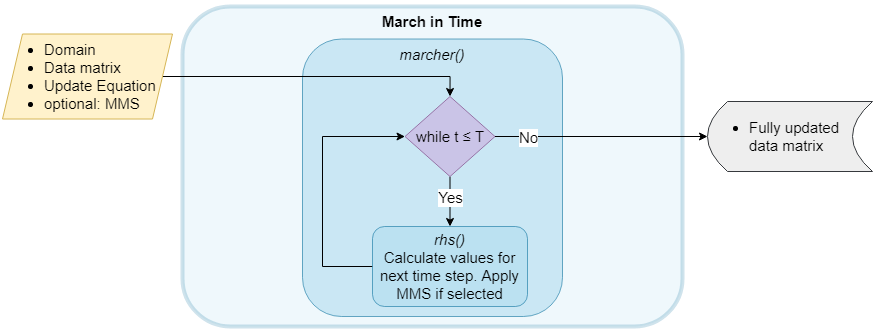 March in Time
marcher()
• Domain
• Data matrix
• Update Equation
• optional: MMS
while t ≤ T
No
• Fully updated
data matrix
Yes
rhs()
Calculate values for
next time step. Apply
MMS if selected